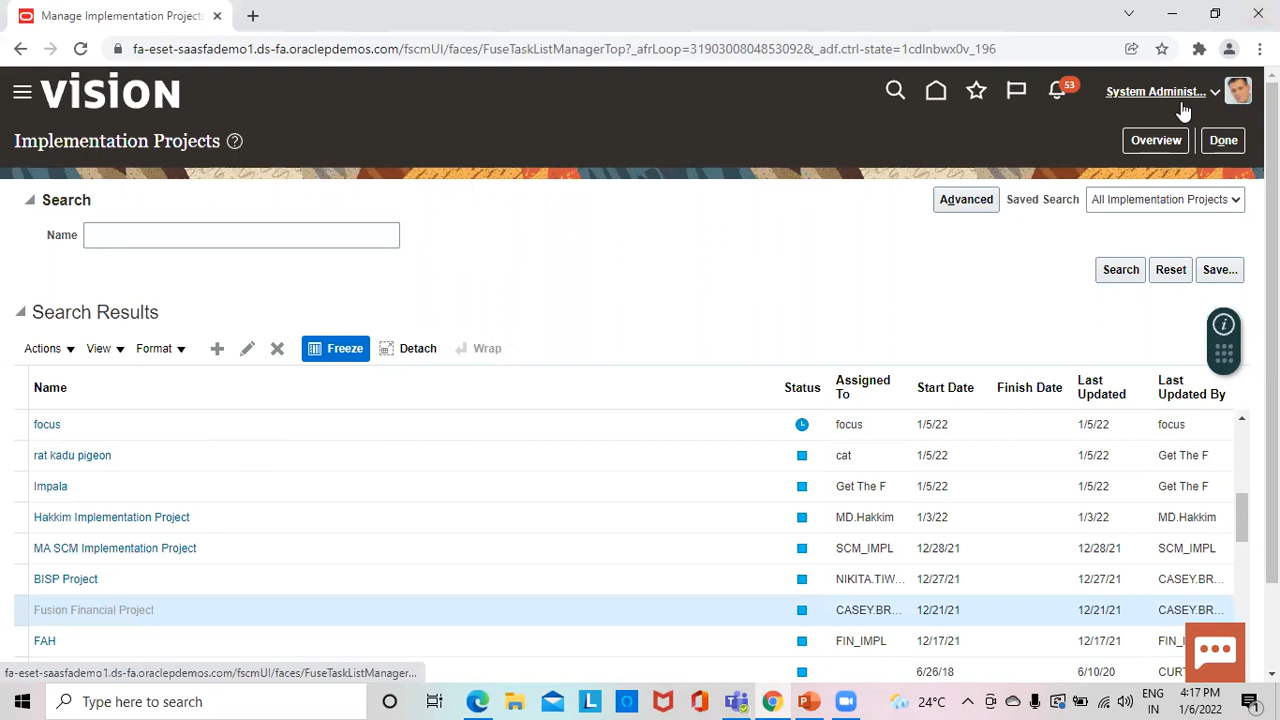 Manage Implementation Project:
fa-eset-saasfademo1.ds-fa.oraclepdemos.com/fscmUI/faces/FuseTaskListManagerTop?_afrLoop=3190300804853092&_adf.ctrl-state=1cdlnbwx0v_196
VISION
53
System Administ...
Implementation Projects
Overview
Done
Search
Advanced
Saved Search
All Implementation Projects
Name
Search
Reset
Save...
Search Results
Actions
View
Format
Freeze
Detach
Wrap
Name
Status
Assigned To
Start Date
Finish Date
Last Updated
Last Updated By
focus focus 1/5/22 1/5/22 focus
rat kadu pigeon cat 1/5/22 1/5/22 Get The F
Impala Get The F 1/5/22 1/5/22 Get The F
Hakkim Implementation Project MD.Hakkim 1/3/22 1/3/22 MD.Hakkim
MA SCM Implementation Project SCM_IMPL 12/28/21 12/28/21 SCM_IMPL
BISP Project NIKITA.TIW... 12/27/21 12/27/21 CASEY.BR...
Fusion Financial Project CASEY.BR... 12/21/21 12/21/21 CASEY.BR...
FAH FIN_IMPL 12/17/21 12/17/21 FIN_I
6/26/18 6/10/20 CURT
fa-eset-saasfademo1.ds-fa.oraclepdemos.com/fscmUI/faces/FuseTaskListManager...
Type here to search
24°C
ENG
IN
4:17 PM
1/6/2022